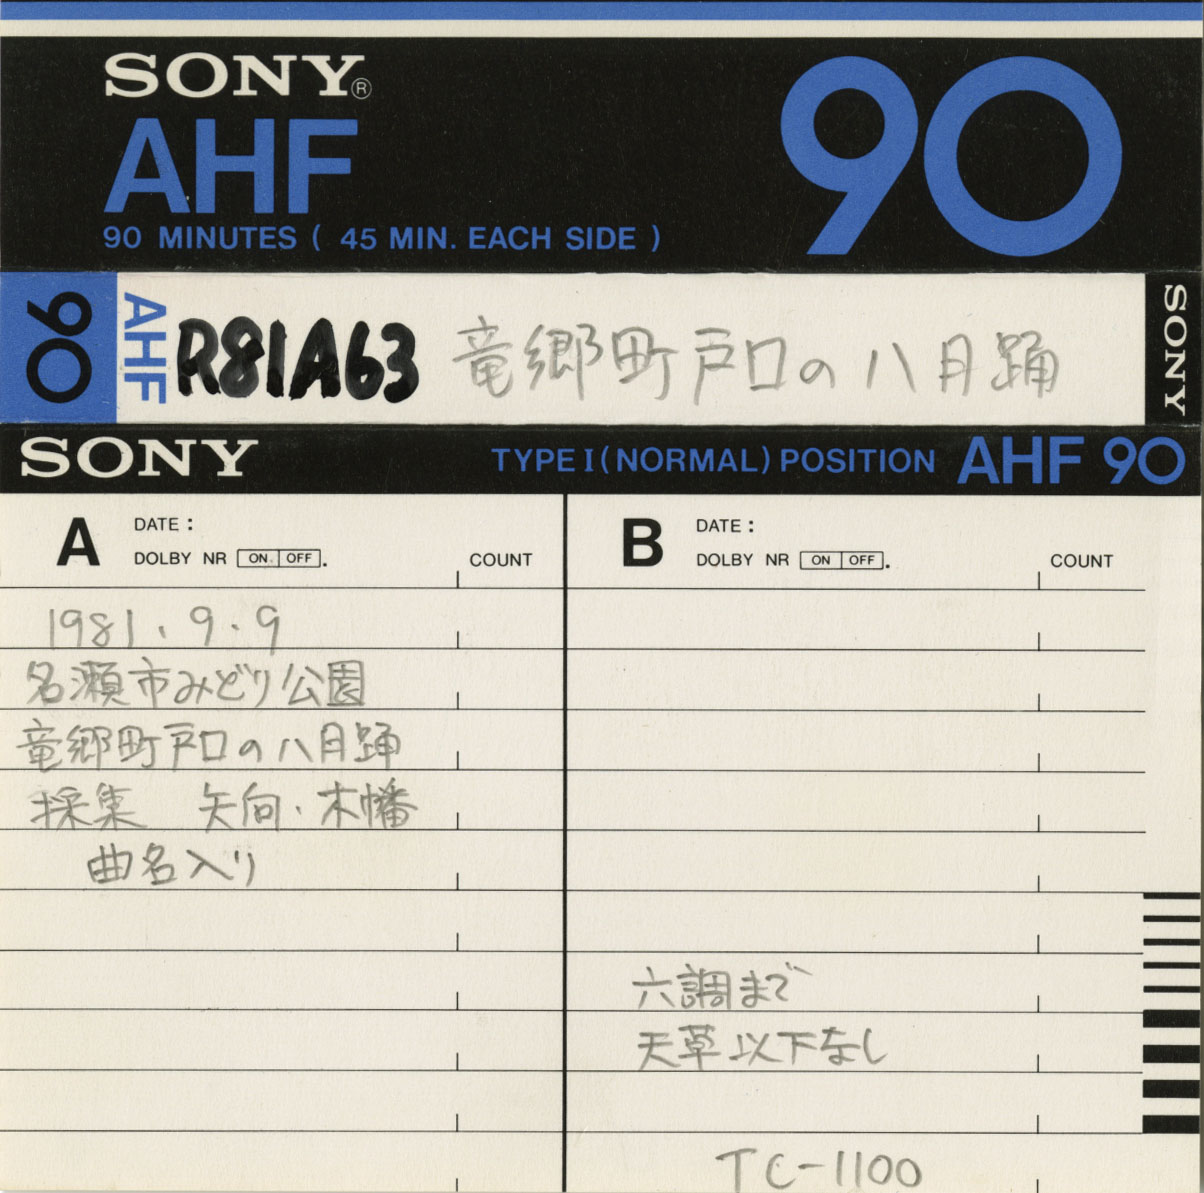 SONY®
AHF
90
90 MINUTES ( 45 MIN. EACH SIDE )
90
AHF
R81A63 竜郷町戸口の八月踊
SONY
SONY TYPE I (NORMAL) POSITION AHF 90
A DATE :
DOLBY NR ON OFF. COUNT
1981.9.9
名瀬市みどり公園
竜郷町戸口の八月踊
採集 矢向・木幡
曲名入り
B DATE :
DOLBY NR ON OFF. COUNT
六調まで
天草以下なし
TC-1100